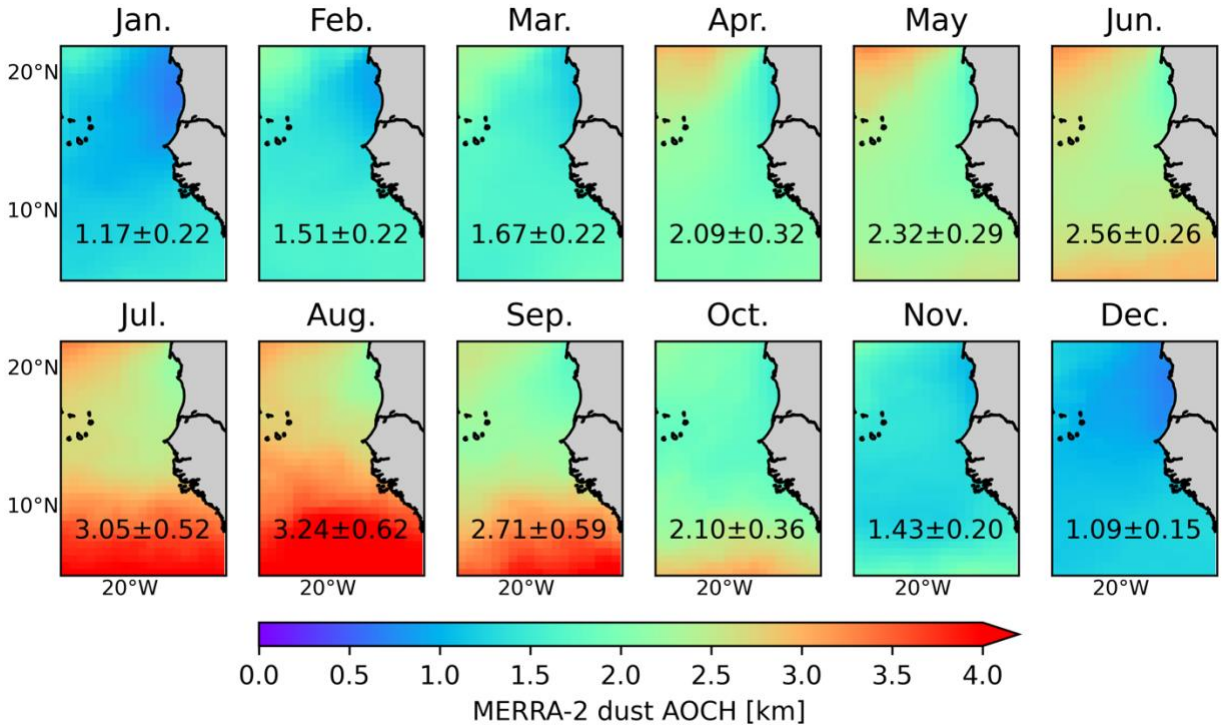 Jan. Feb. Mar. Apr. May Jun.
20°N
10°N
1.17±0.22 1.51±0.22 1.67±0.22 2.09±0.32 2.32±0.29 2.56±0.26
Jul. Aug. Sep. Oct. Nov. Dec.
20°N
10°N
3.05±0.52 3.24±0.62 2.71±0.59 2.10±0.36 1.43±0.20 1.09±0.15
20°W 20°W 20°W 20°W 20°W 20°W
0.0 0.5 1.0 1.5 2.0 2.5 3.0 3.5 4.0
MERRA-2 dust AOCH [km]